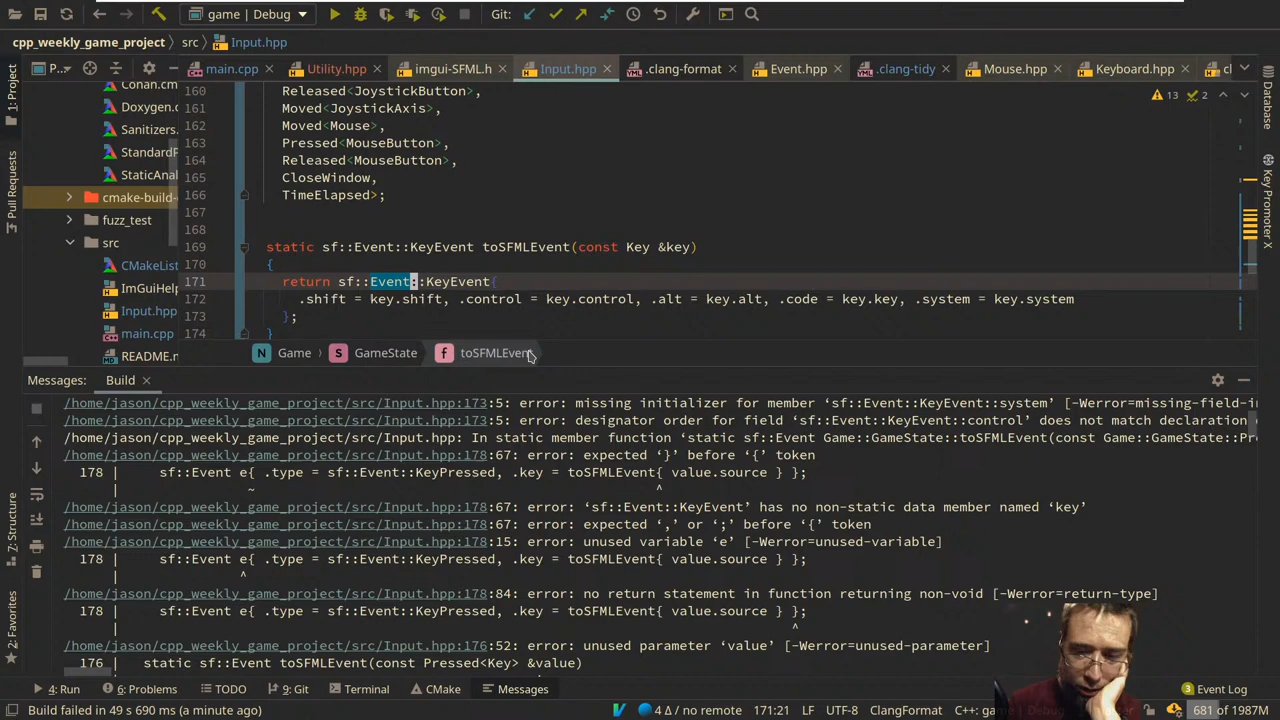 game | Debug
Git:
cpp_weekly_game_project
src
Input.hpp
P..
main.cpp
Utility.hpp
imgui-SFML.h
Input.hpp
.clang-format
Event.hpp
.clang-tidy
Mouse.hpp
Keyboard.hpp
1: Project
Pull Requests
Z: Structure
2: Favorites
Database
Key Promoter X
Conan.cm
Doxygen.c
Sanitizers.
StandardP
StaticAnal
cmake-build-
fuzz_test
src
CMakeList
ImGuiHelp
Input.hpp
main.cpp
README.m
13 2
160 Released<JoystickButton>,
161 Moved<JoystickAxis>,
162 Moved<Mouse>,
163 Pressed<MouseButton>,
164 Released<MouseButton>,
165 CloseWindow,
166 TimeElapsed>;
167
168
169 static sf::Event::KeyEvent toSFMLEvent(const Key &key)
170 {
171 return sf::Event::KeyEvent{
172 .shift = key.shift, .control = key.control, .alt = key.alt, .code = key.key, .system = key.system
173 };
174 }
N Game S GameState f toSFMLEvent
Messages: Build
/home/jason/cpp_weekly_game_project/src/Input.hpp:173:5: error: missing initializer for member ‘sf::Event::KeyEvent::system’ [-Werror=missing-field-in
/home/jason/cpp_weekly_game_project/src/Input.hpp:173:5: error: designator order for field ‘sf::Event::KeyEvent::control’ does not match declaration
/home/jason/cpp_weekly_game_project/src/Input.hpp: In static member function ‘static sf::Event Game::GameState::toSFMLEvent(const Game::GameState::Pr
/home/jason/cpp_weekly_game_project/src/Input.hpp:178:67: error: expected ‘}’ before ‘{’ token
178 | sf::Event e{ .type = sf::Event::KeyPressed, .key = toSFMLEvent{ value.source } };
| ~ ^
/home/jason/cpp_weekly_game_project/src/Input.hpp:178:67: error: ‘sf::Event::KeyEvent’ has no non-static data member named ‘key’
/home/jason/cpp_weekly_game_project/src/Input.hpp:178:67: error: expected ‘,’ or ‘;’ before ‘{’ token
/home/jason/cpp_weekly_game_project/src/Input.hpp:178:15: error: unused variable ‘e’ [-Werror=unused-variable]
178 | sf::Event e{ .type = sf::Event::KeyPressed, .key = toSFMLEvent{ value.source } };
| ^
/home/jason/cpp_weekly_game_project/src/Input.hpp:178:84: error: no return statement in function returning non-void [-Werror=return-type]
178 | sf::Event e{ .type = sf::Event::KeyPressed, .key = toSFMLEvent{ value.source } };
| ^
/home/jason/cpp_weekly_game_project/src/Input.hpp:176:52: error: unused parameter ‘value’ [-Werror=unused-parameter]
176 | static sf::Event toSFMLEvent(const Pressed<Key> &value)
4: Run
6: Problems
TODO
9: Git
Terminal
CMake
Messages
3 Event Log
Build failed in 49 s 690 ms (a minute ago)
4 Δ/no remote
171:21
LF
UTF-8
ClangFormat
C++: game
681 of 1987M